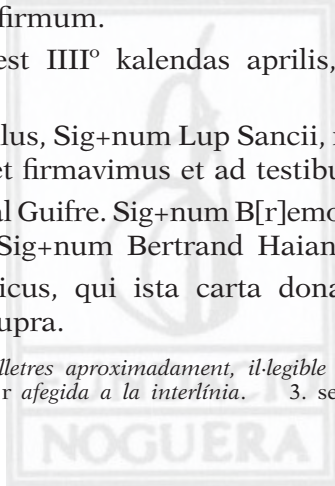 firmum.
est IIIIº kalendas aprilis,
lus, Sig+num Lup Sancii,
et firmavimus et ad testibu
al Guifre. Sig+num B[r]emo
Sig+num Bertrand Haian
icus, qui ista carta dona
upra.
lletres aproximadament, il·legible
r afegida a la interlínia. 3. se
NOGUERA